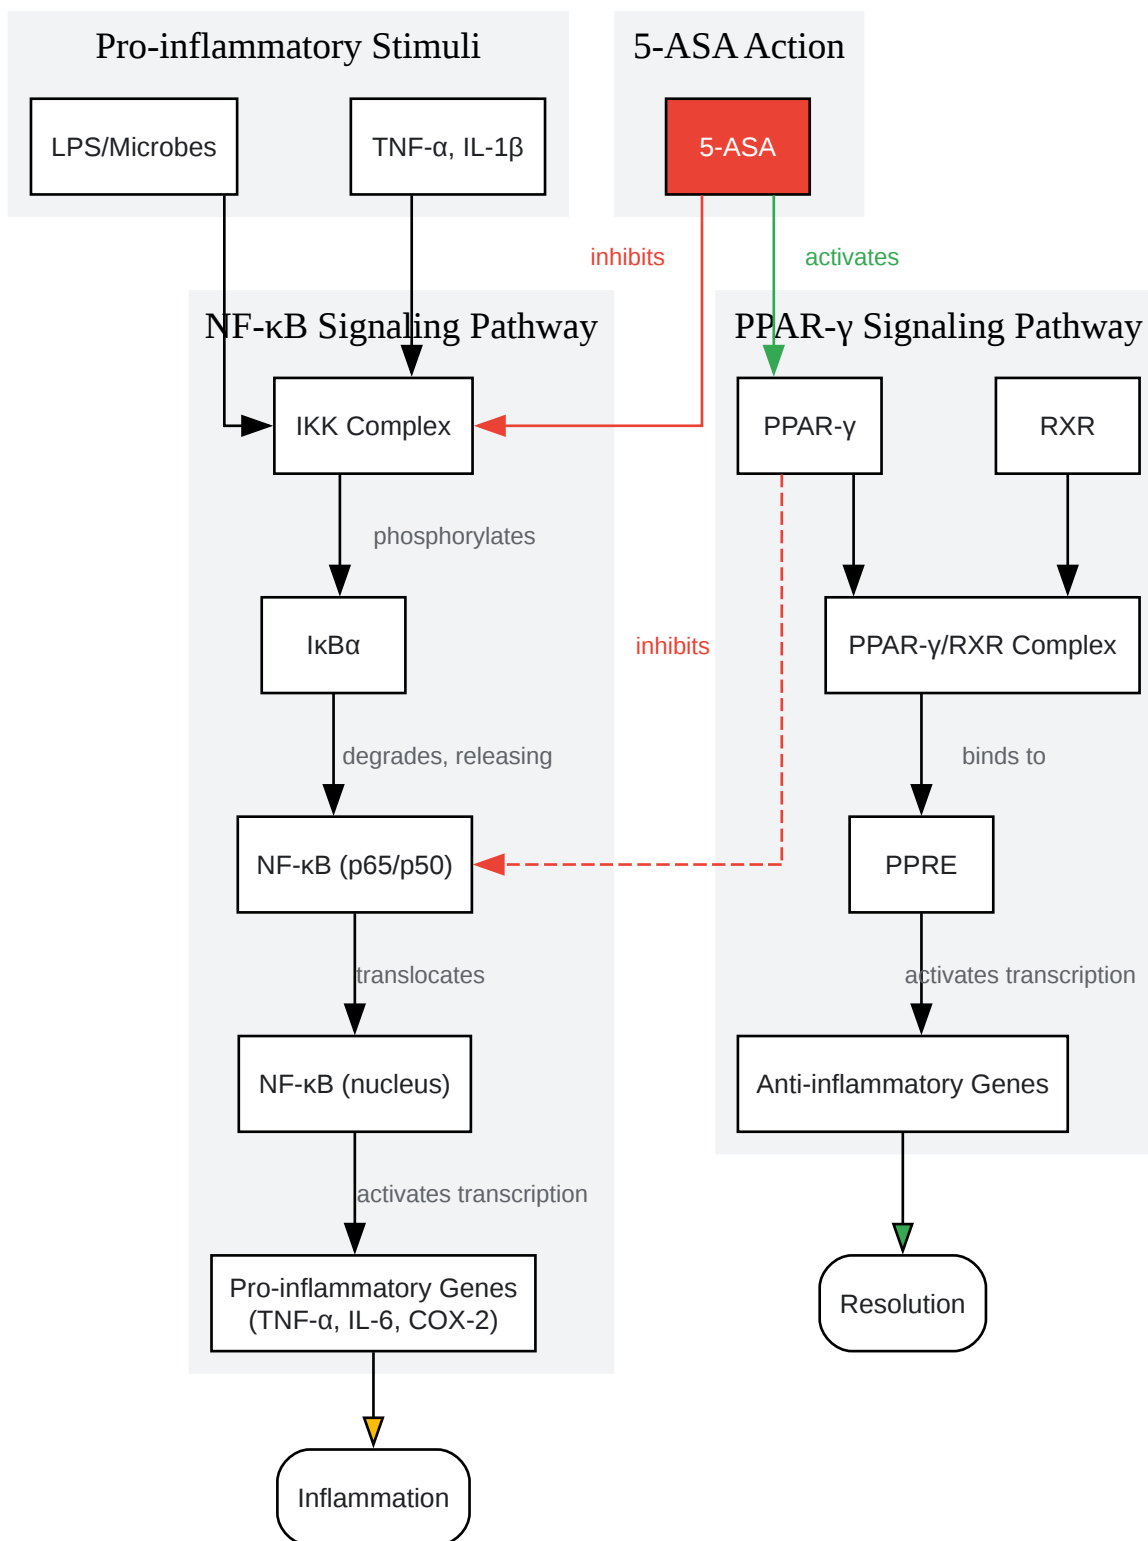 Pro-inflammatory Stimuli
5-ASA Action
LPS/Microbes
TNF-α, IL-1β
5-ASA
inhibits
activates
NF-κB Signaling Pathway
PPAR-γ Signaling Pathway
IKK Complex
PPAR-γ
RXR
phosphorylates
IκBα
inhibits
PPAR-γ/RXR Complex
degrades, releasing
binds to
NF-κB (p65/p50)
PPRE
translocates
activates transcription
NF-κB (nucleus)
Anti-inflammatory Genes
activates transcription
Pro-inflammatory Genes
(TNF-α, IL-6, COX-2)
Resolution
Inflammation